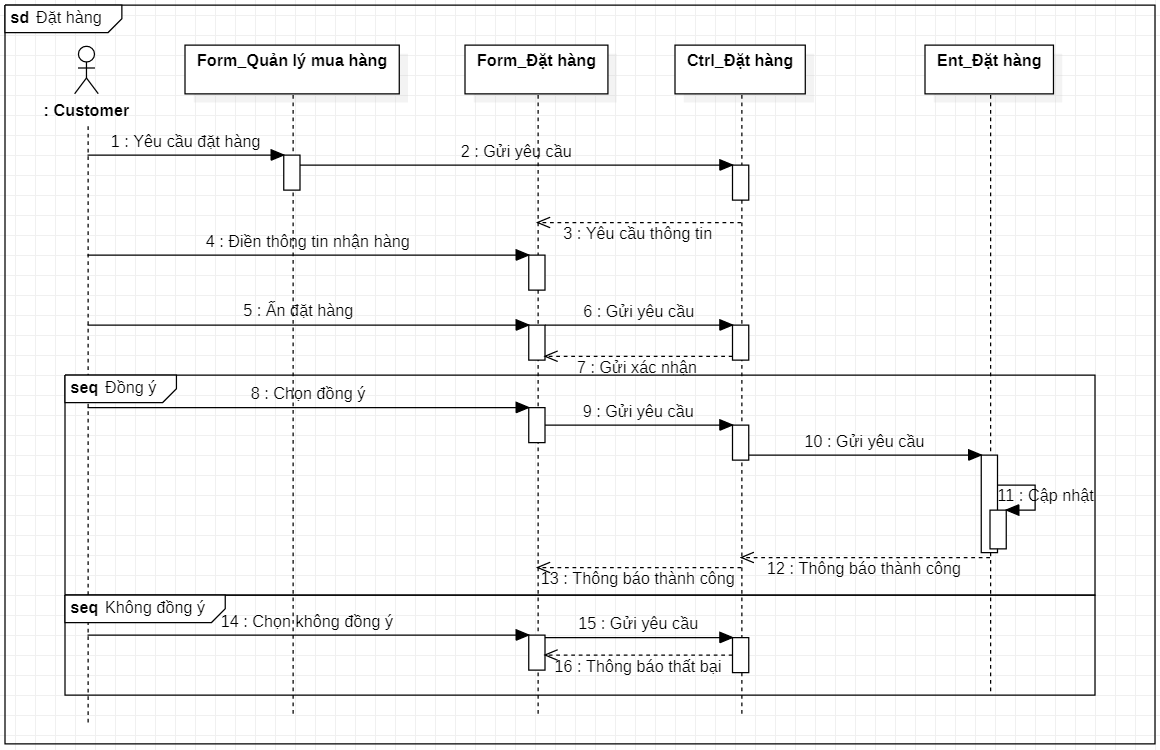 sd Đặt hàng
Form_Quản lý mua hàng
Form_Đặt hàng
Ctrl_Đặt hàng
Ent_Đặt hàng
: Customer
1 : Yêu cầu đặt hàng
2 : Gửi yêu cầu
3 : Yêu cầu thông tin
4 : Điền thông tin nhận hàng
5 : Ấn đặt hàng
6 : Gửi yêu cầu
7 : Gửi xác nhận
seq Đồng ý
8 : Chọn đồng ý
9 : Gửi yêu cầu
10 : Gửi yêu cầu
11 : Cập nhật
12 : Thông báo thành công
13 : Thông báo thành công
seq Không đồng ý
14 : Chọn không đồng ý
15 : Gửi yêu cầu
16 : Thông báo thất bại